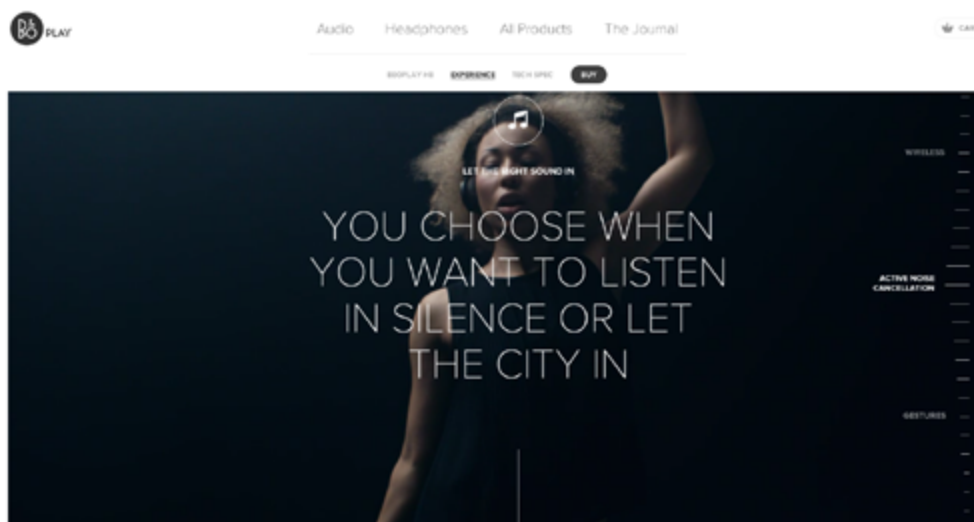 B&O PLAY
Audio Headphones All Products The Journal
BEOPLAY H8 EXPERIENCE TECH SPEC BUY
LET THE RIGHT SOUND IN
WIRELESS
YOU CHOOSE WHEN
YOU WANT TO LISTEN
IN SILENCE OR LET
THE CITY IN
ACTIVE NOISE
CANCELLATION
GESTURES